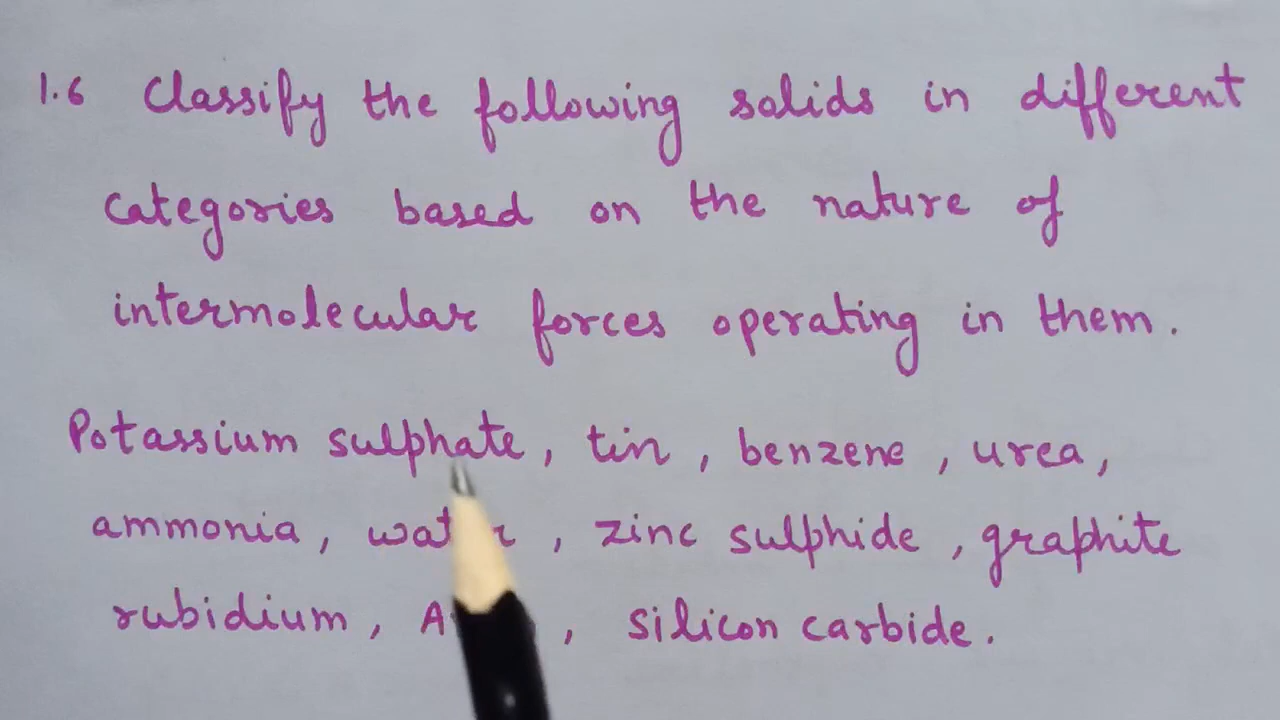 1.6 Classify the following solids in different
categories based on the nature of
intermolecular forces operating in them.
Potassium sulphate, tin, benzene, urea,
ammonia, water, zinc sulphide, graphite
rubidium, , silicon carbide.